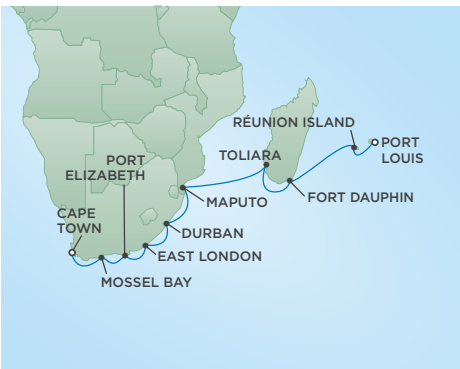 RÉUNION ISLAND
PORT
LOUIS
TOLIARA
PORT
ELIZABETH
FORT DAUPHIN
MAPUTO
CAPE
TOWN
DURBAN
EAST LONDON
MOSSEL BAY